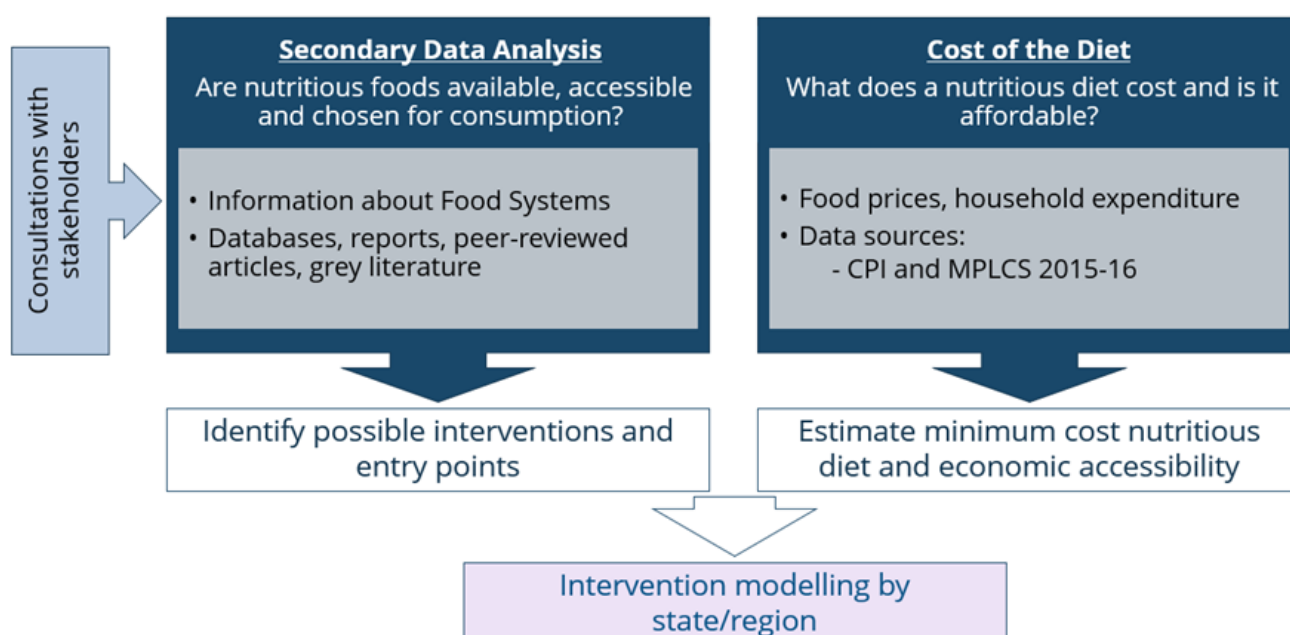 Consultations with
stakeholders
Secondary Data Analysis
Are nutritious foods available, accessible
and chosen for consumption?
• Information about Food Systems
• Databases, reports, peer-reviewed
articles, grey literature
Identify possible interventions and
entry points
Cost of the Diet
What does a nutritious diet cost and is it
affordable?
• Food prices, household expenditure
• Data sources:
- CPI and MPLCS 2015-16
Estimate minimum cost nutritious
diet and economic accessibility
Intervention modelling by
state/region